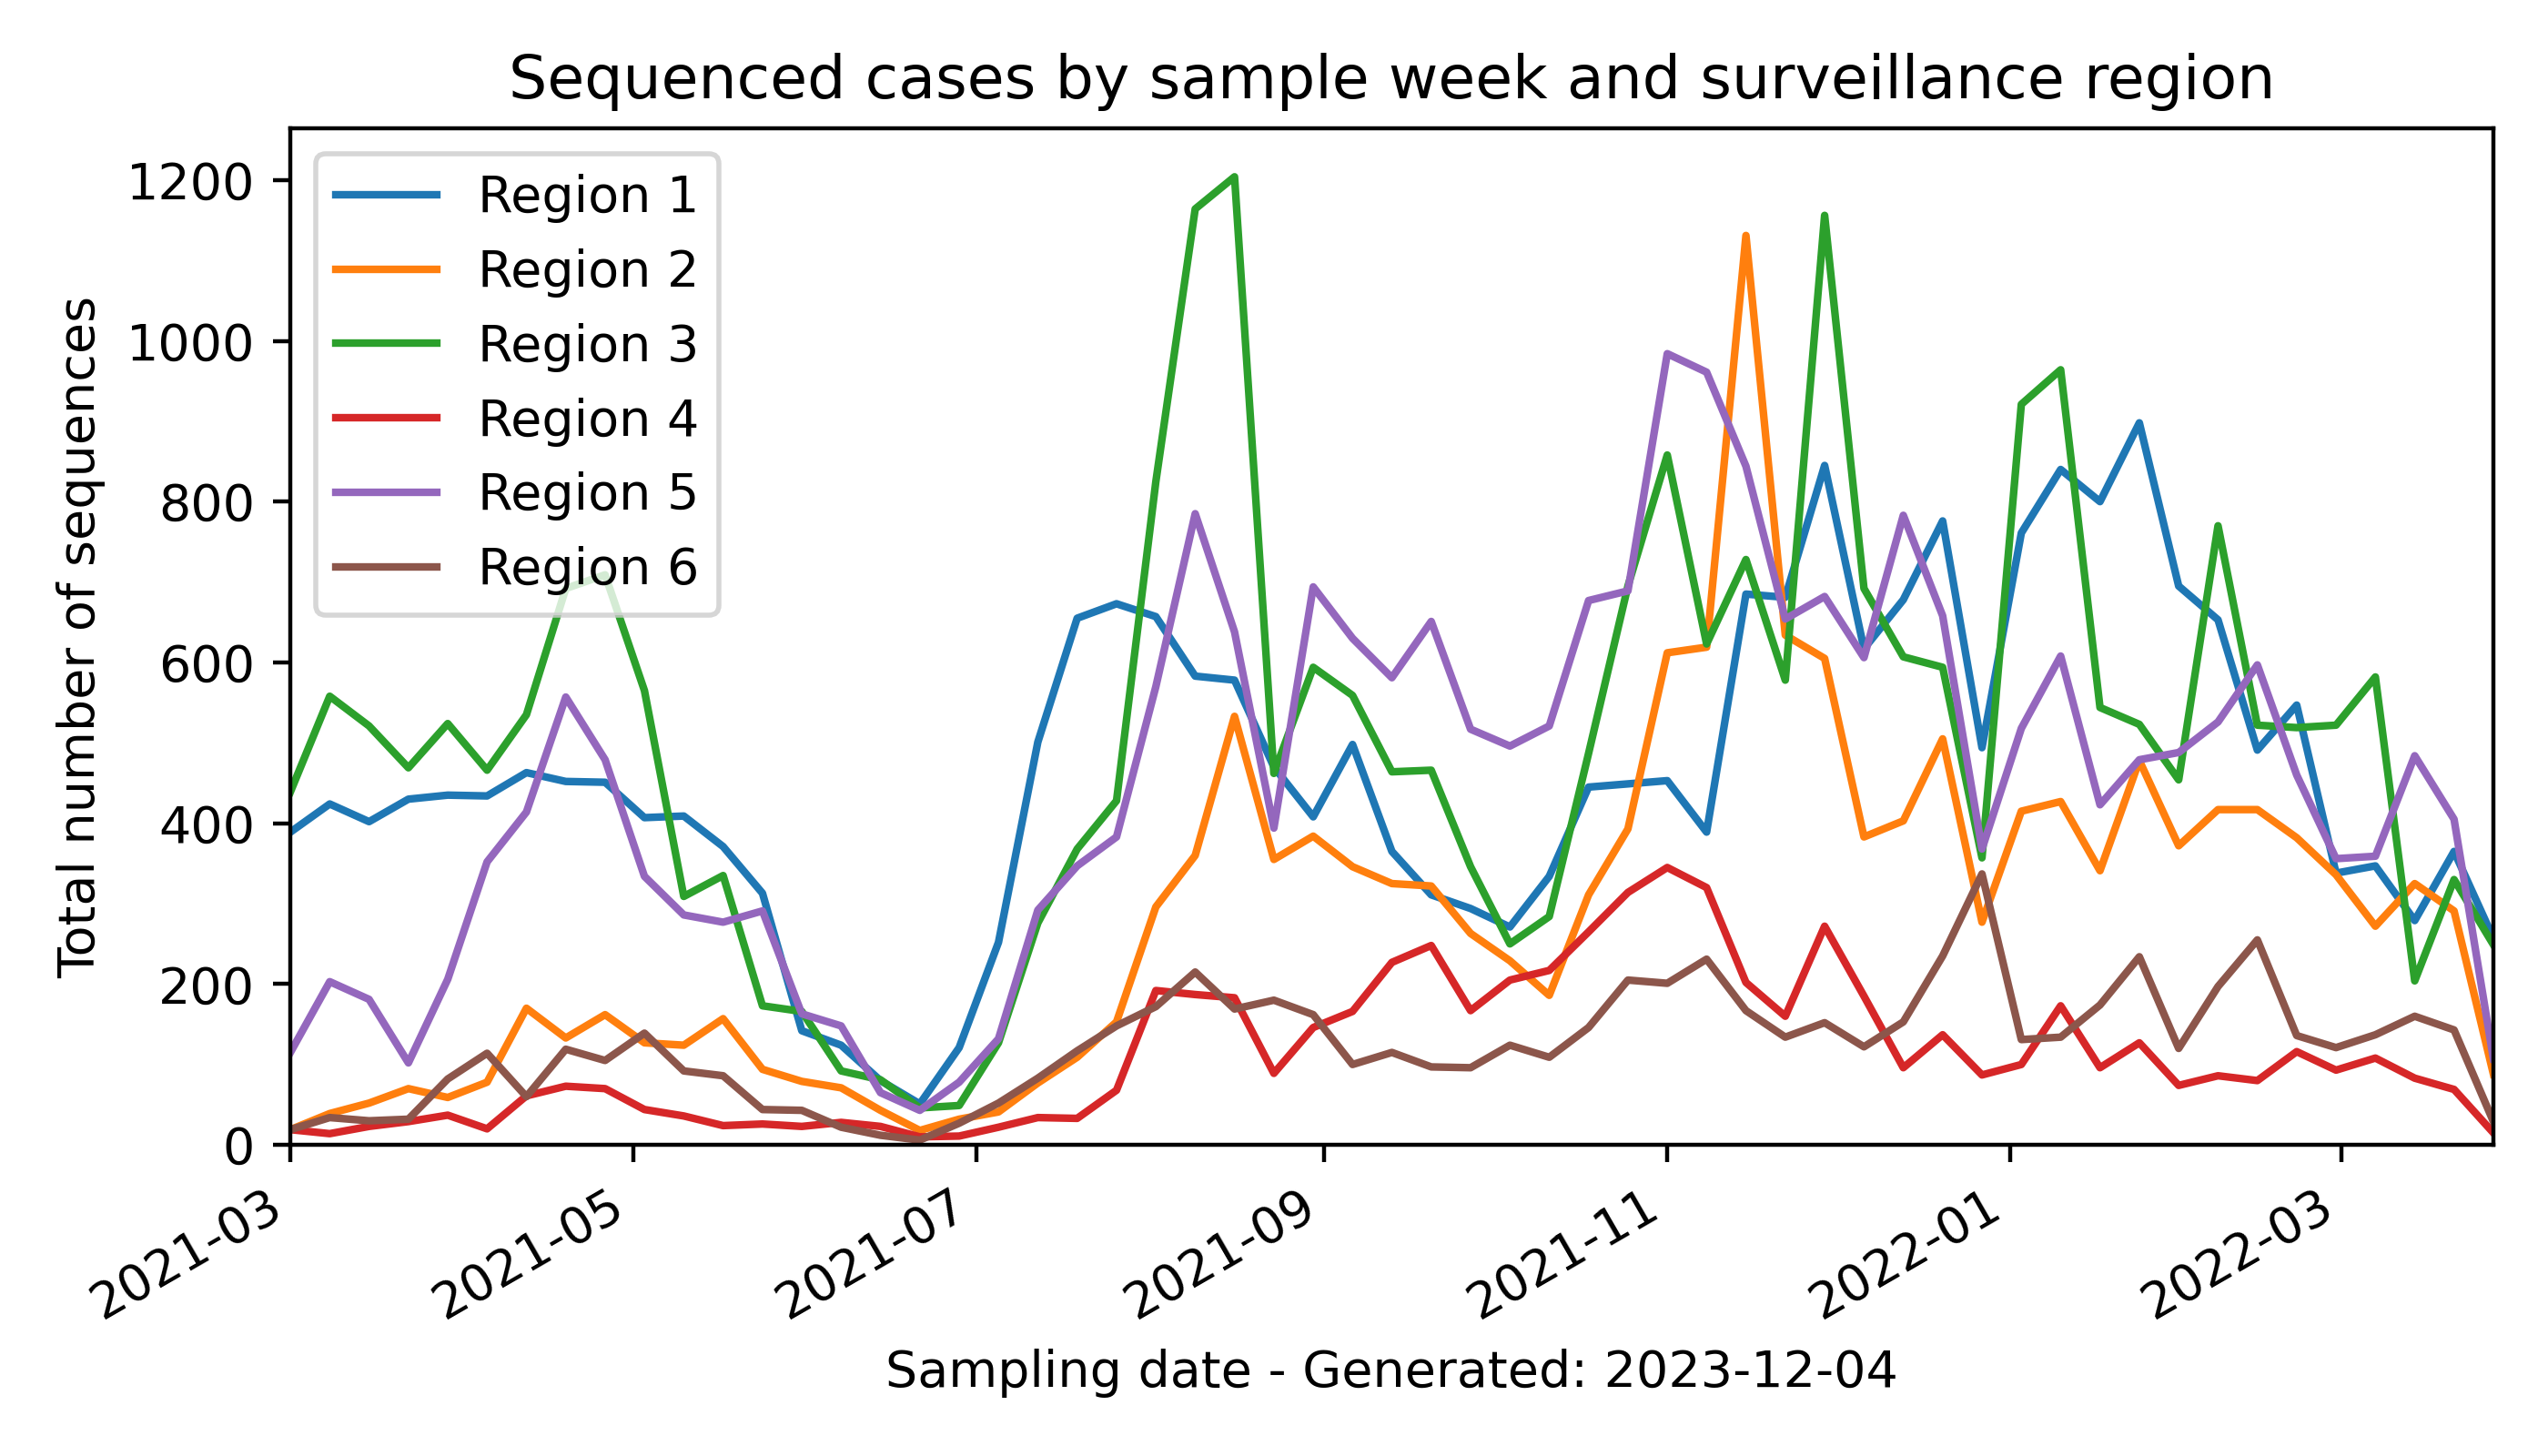 Sequenced cases by sample week and surveillance region
Total number of sequences
1200
1000
800
600
400
200
0
Region 1
Region 2
Region 3
Region 4
Region 5
Region 6
2021-03
2021-05
2021-07
2021-09
2021-11
2022-01
2022-03
Sampling date - Generated: 2023-12-04